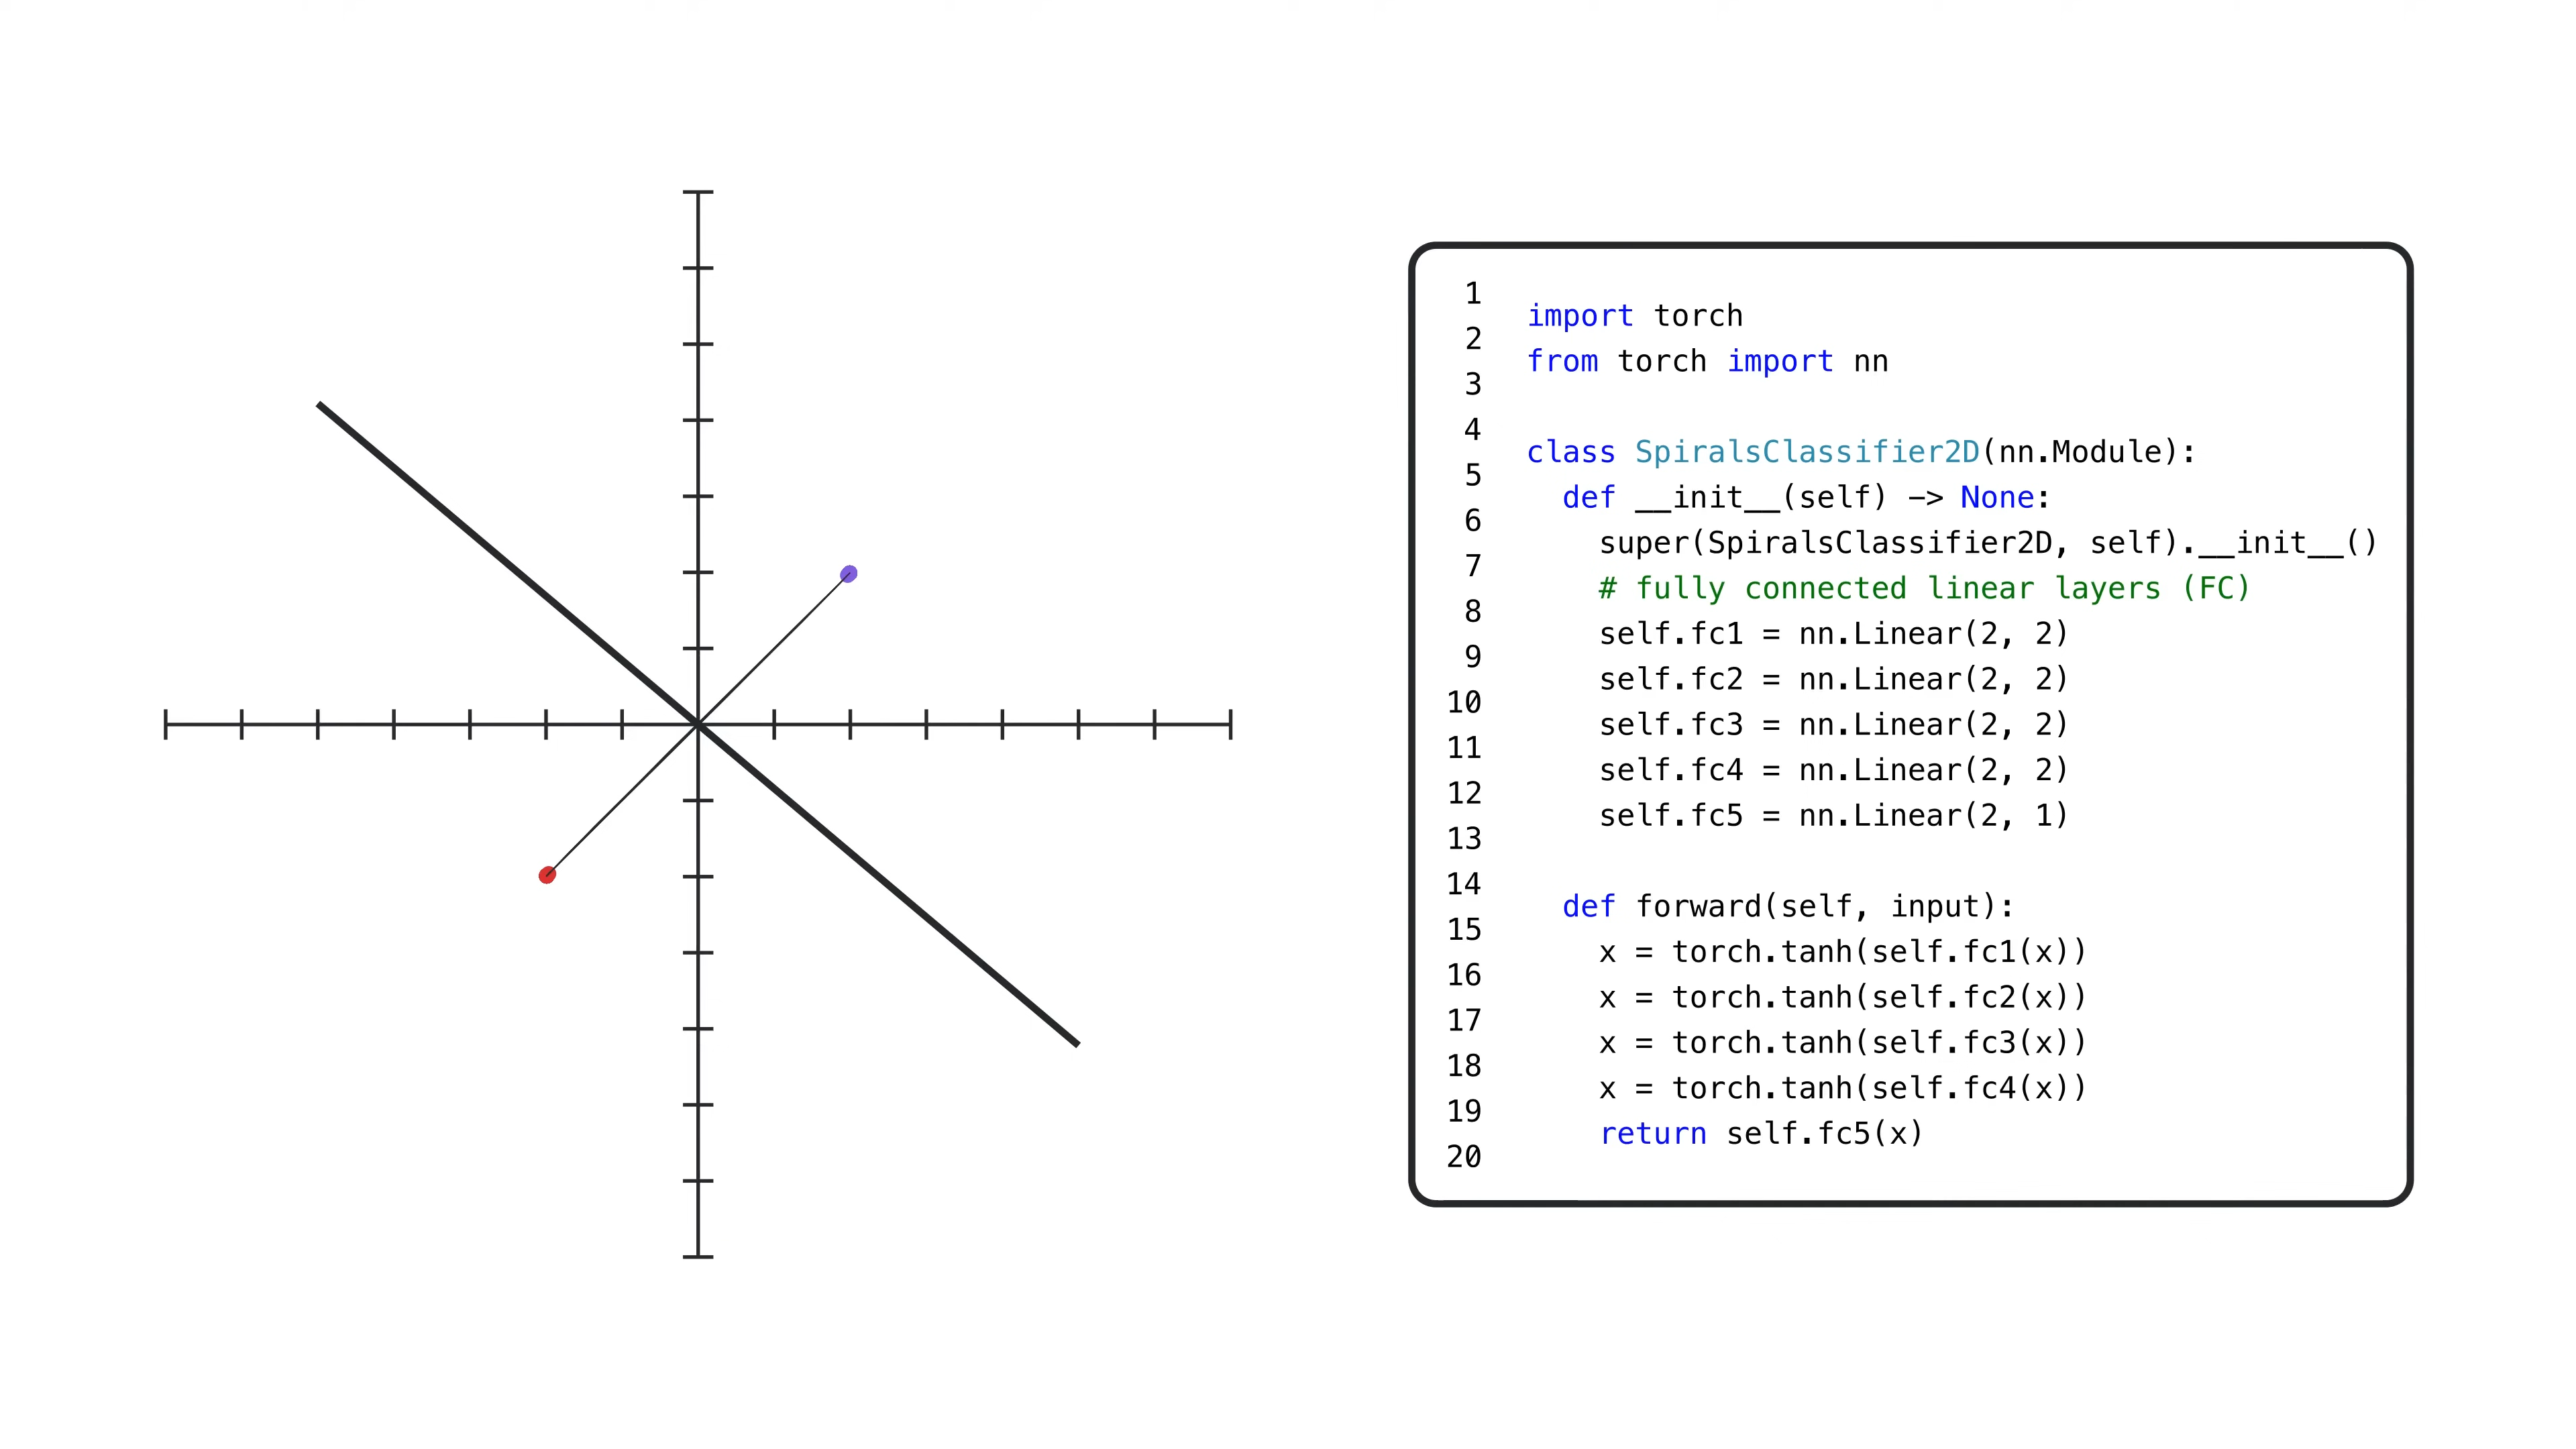 1
import torch
2
from torch import nn
3
4
class SpiralsClassifier2D(nn.Module):
5
def __init__(self) -> None:
6
super(SpiralsClassifier2D, self).__init__()
7
# fully connected linear layers (FC)
8
self.fc1 = nn.Linear(2, 2)
9
self.fc2 = nn.Linear(2, 2)
10
self.fc3 = nn.Linear(2, 2)
11
self.fc4 = nn.Linear(2, 2)
12
self.fc5 = nn.Linear(2, 1)
13
14
def forward(self, input):
15
x = torch.tanh(self.fc1(x))
16
x = torch.tanh(self.fc2(x))
17
x = torch.tanh(self.fc3(x))
18
x = torch.tanh(self.fc4(x))
19
return self.fc5(x)
20